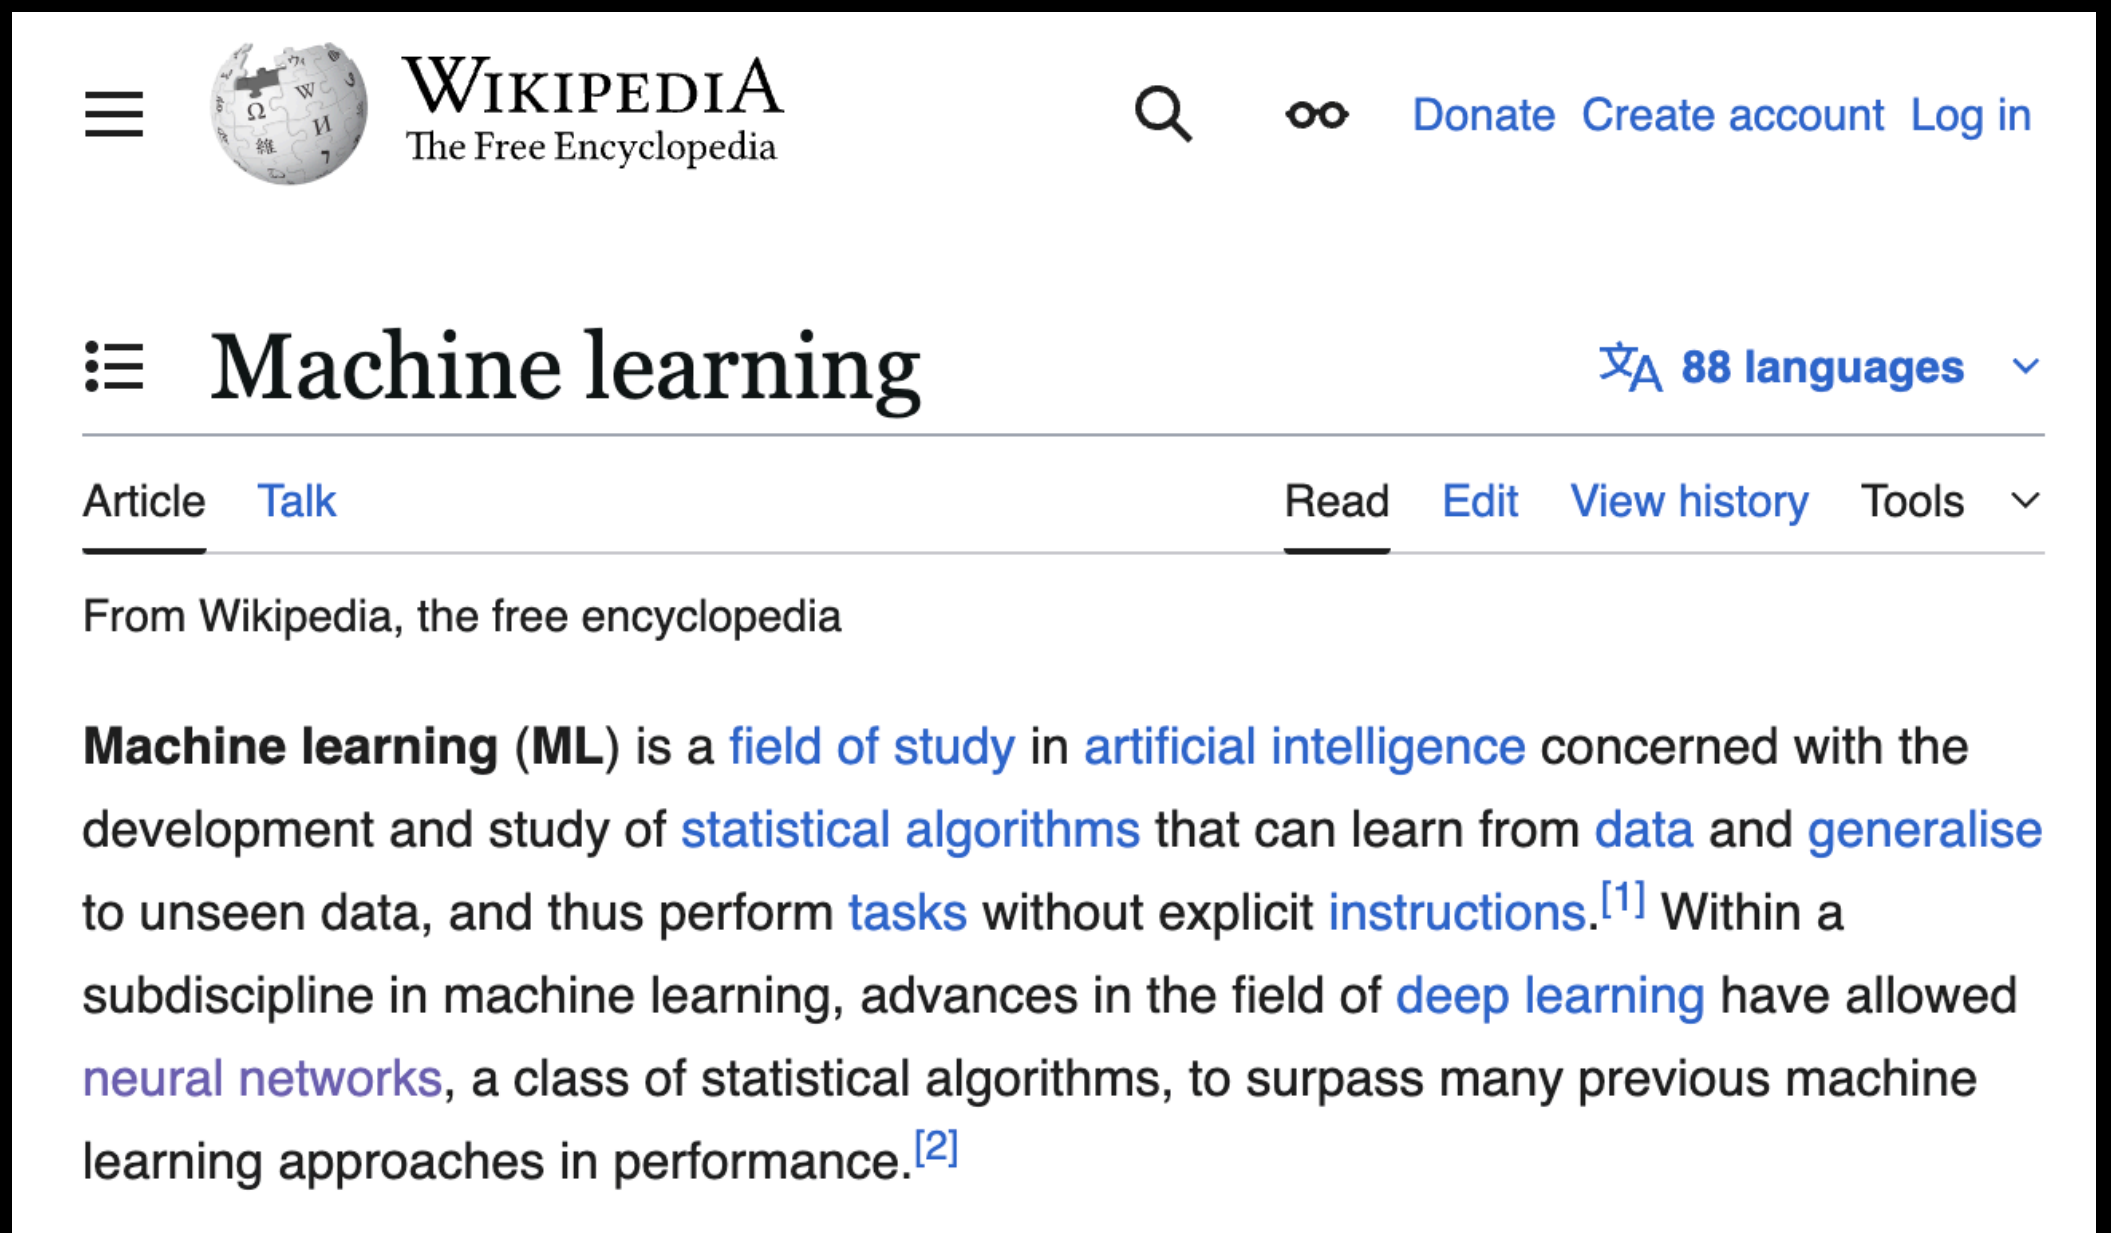 WIKIPEDIA
The Free Encyclopedia
Donate Create account Log in
Machine learning
88 languages
Article Talk
Read Edit View history Tools
From Wikipedia, the free encyclopedia
Machine learning (ML) is a field of study in artificial intelligence concerned with the
development and study of statistical algorithms that can learn from data and generalise
to unseen data, and thus perform tasks without explicit instructions.[1] Within a
subdiscipline in machine learning, advances in the field of deep learning have allowed
neural networks, a class of statistical algorithms, to surpass many previous machine
learning approaches in performance.[2]